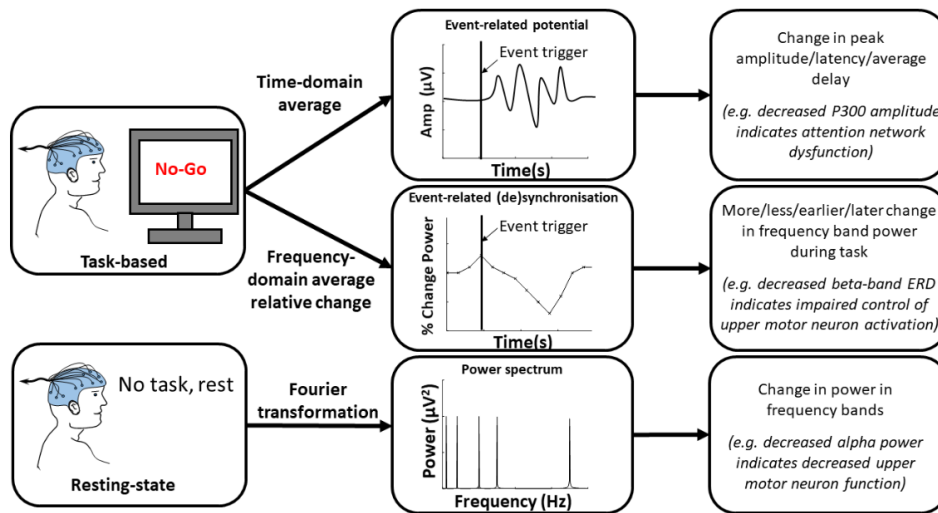 No-Go
Task-based
Time-domain
average
Frequency-
domain average
relative change
Event-related potential
Event trigger
Amp (µV)
Time(s)
Change in peak
amplitude/latency/average
delay
(e.g. decreased P300 amplitude
indicates attention network
dysfunction)
Event-related (de)synchronisation
Event trigger
% Change Power
Time(s)
More/less/earlier/later change
in frequency band power
during task
(e.g. decreased beta-band ERD
indicates impaired control of
upper motor neuron activation)
No task, rest
Resting-state
Fourier
transformation
Power spectrum
Power (µV²)
Frequency (Hz)
Change in power in
frequency bands
(e.g. decreased alpha power
indicates decreased upper
motor neuron function)